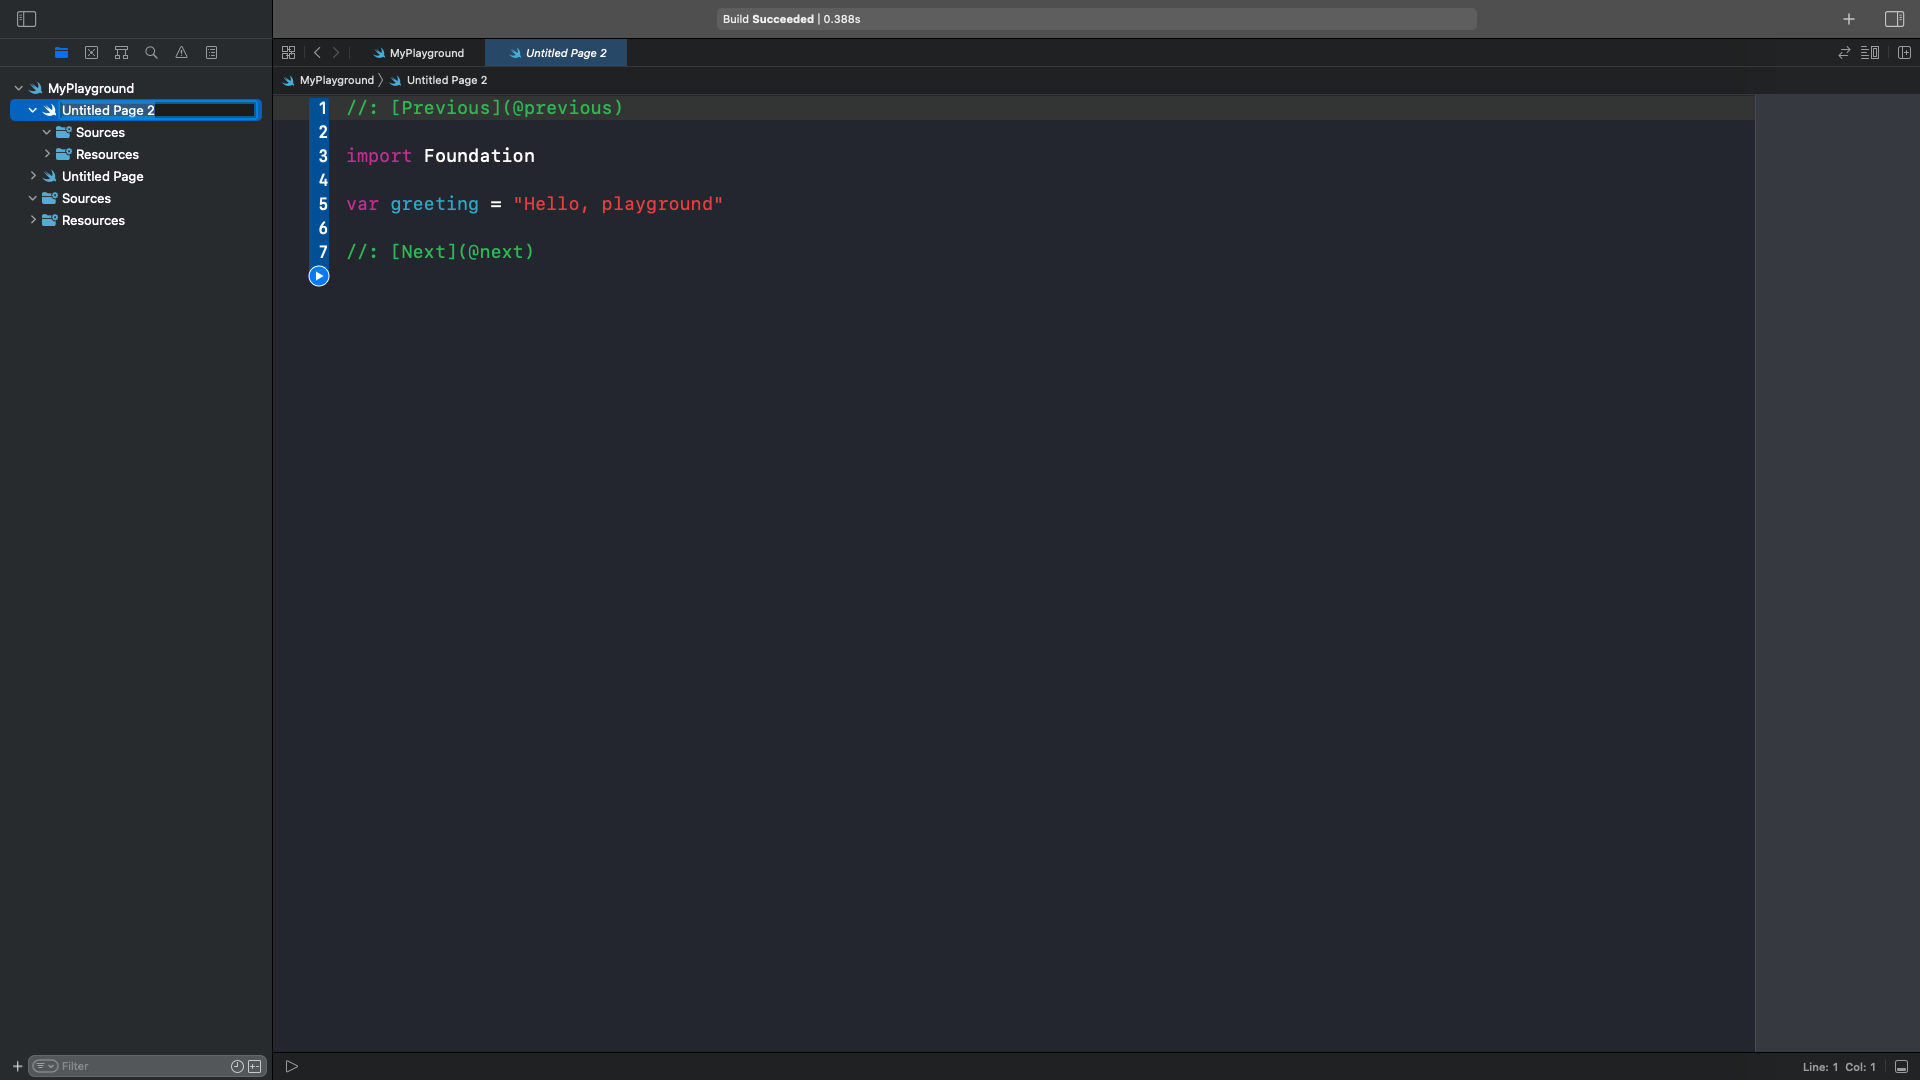 Build Succeeded | 0.388s
MyPlayground
Untitled Page 2
MyPlayground
Untitled Page 2
Sources
Resources
Untitled Page
Sources
Resources
MyPlayground
Untitled Page 2
1 //: [Previous](@previous)
2
3 import Foundation
4
5 var greeting = "Hello, playground"
6
7 //: [Next](@next)
Filter
Line: 1 Col: 1